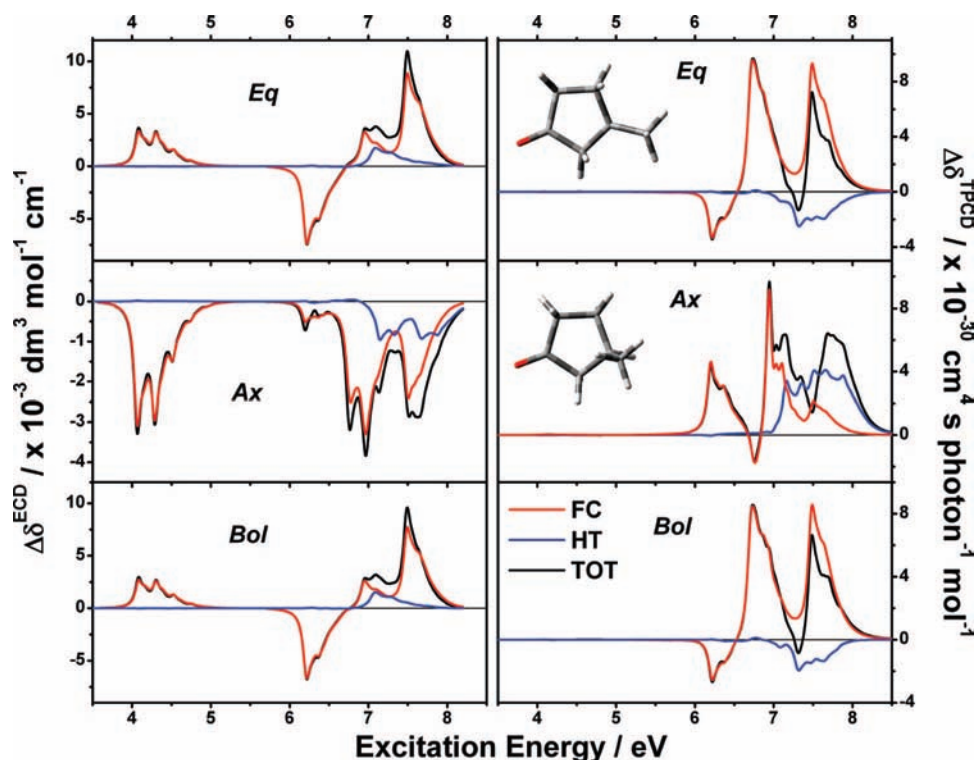 4 5 6 7 8
4 5 6 7 8
10
5
0
-5
Eq
Eq
8
4
0
-4
0
-1
-2
-3
-4
Ax
Ax
8
4
0
10
5
0
-5
Bol
Bol
FC
HT
TOT
8
4
0
-4
Δδ^ECD / x 10^-3 dm^3 mol^-1 cm^-1
Δδ^TPCD / x 10^-30 cm^4 s photon^-1 mol^-1
4 5 6 7 8
4 5 6 7 8
Excitation Energy / eV